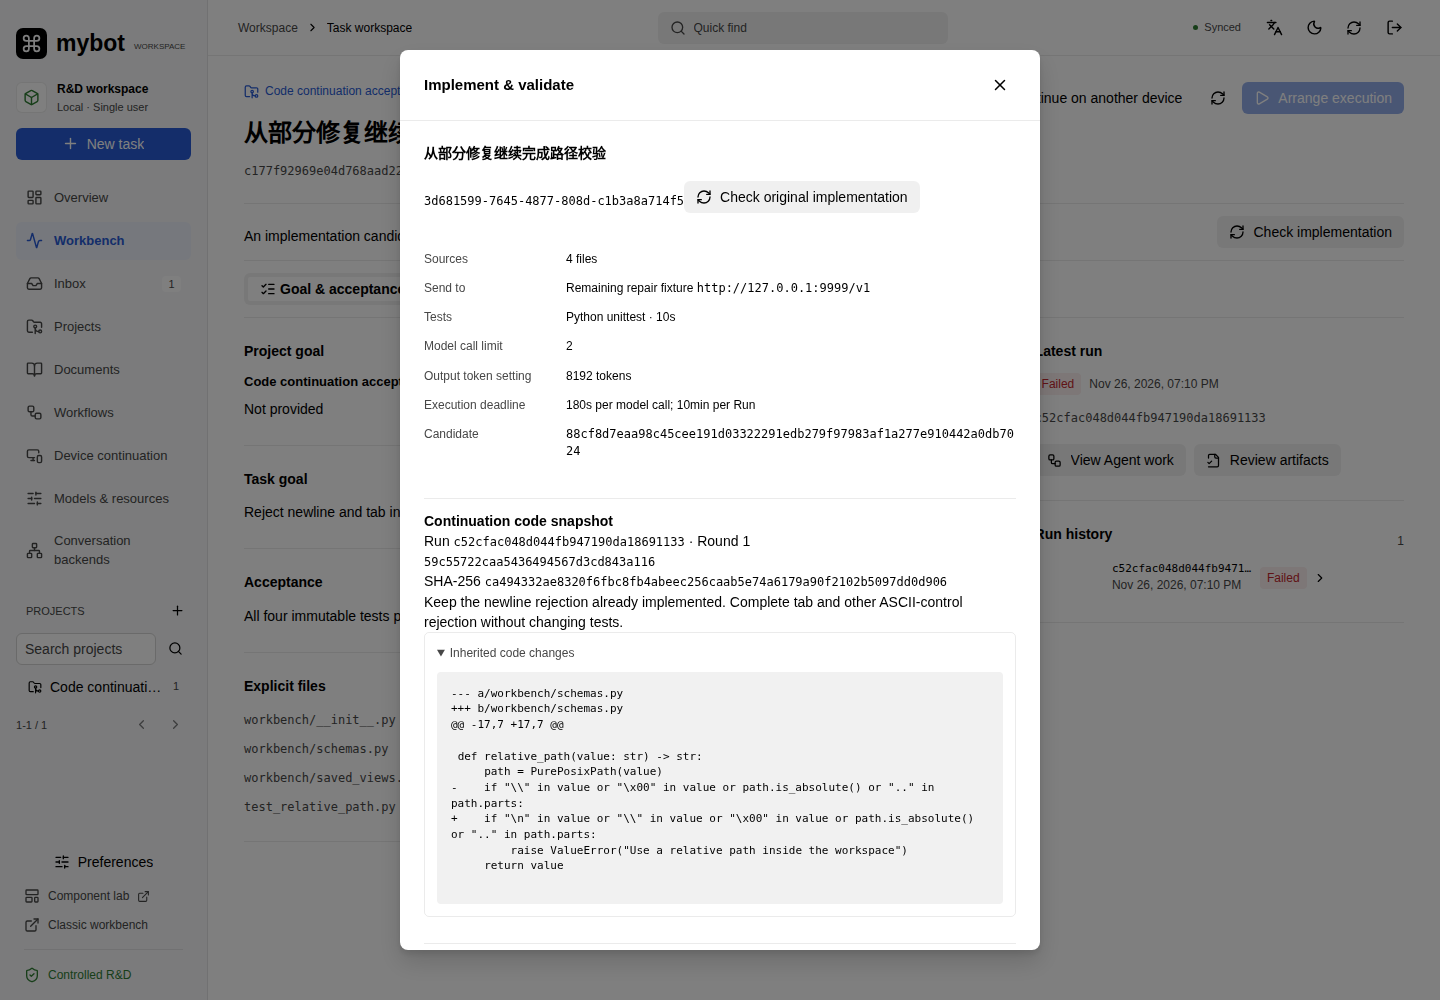 mybot WORKSPACE
R&D workspace
Local · Single user
New task
Overview
Workbench
Inbox 1
Projects
Documents
Workflows
Device continuation
Models & resources
Conversation
backends
PROJECTS
Search projects
Code continuati… 1
1-1 / 1
Preferences
Component lab
Classic workbench
Controlled R&D
Workspace > Task workspace
Quick find
Synced
Code continuation accept
从部分修复继续
c177f92969e04d768aad22
tinue on another device
Arrange execution
An implementation candid
Check implementation
Goal & acceptance
Project goal
Code continuation accept
Not provided
Task goal
Reject newline and tab in
Acceptance
All four immutable tests p
Explicit files
workbench/__init__.py
workbench/schemas.py
workbench/saved_views.
test_relative_path.py
Latest run
Failed Nov 26, 2026, 07:10 PM
c52cfac048d044fb947190da18691133
View Agent work
Review artifacts
Run history 1
c52cfac048d044fb9471…
Nov 26, 2026, 07:10 PM
Failed
Implement & validate
从部分修复继续完成路径校验
3d681599-7645-4877-808d-c1b3a8a714f5
Check original implementation
Sources 4 files
Send to Remaining repair fixture http://127.0.0.1:9999/v1
Tests Python unittest · 10s
Model call limit 2
Output token setting 8192 tokens
Execution deadline 180s per model call; 10min per Run
Candidate 88cf8d7eaa98c45cee191d03322291edb279f97983af1a277e910442a0db70
24
Continuation code snapshot
Run c52cfac048d044fb947190da18691133 · Round 1
59c55722caa5436494567d3cd843a116
SHA-256 ca494332ae8320f6fbc8fb4abeec256caab5e74a6179a90f2102b5097dd0d906
Keep the newline rejection already implemented. Complete tab and other ASCII-control
rejection without changing tests.
Inherited code changes
--- a/workbench/schemas.py
+++ b/workbench/schemas.py
@@ -17,7 +17,7 @@
def relative_path(value: str) -> str:
path = PurePosixPath(value)
- if "\\" in value or "\x00" in value or path.is_absolute() or ".." in
path.parts:
+ if "\n" in value or "\\" in value or "\x00" in value or path.is_absolute()
or ".." in path.parts:
raise ValueError("Use a relative path inside the workspace")
return value